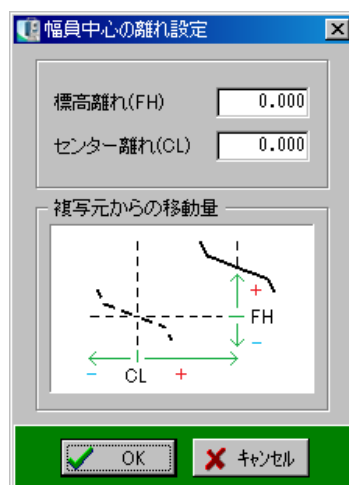 幅員中心の離れ設定
標高離れ(FH) 0.000
センター離れ(CL) 0.000
複写元からの移動量
+
FH
-
- CL +
OK キャンセル